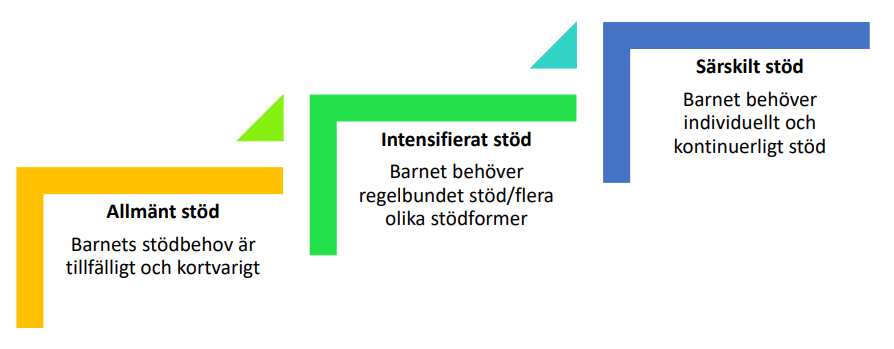 Allmänt stöd
Barnets stödbehov är
tillfälligt och kortvarigt
Intensifierat stöd
Barnet behöver
regelbundet stöd/flera
olika stödformer
Särskilt stöd
Barnet behöver
individuellt och
kontinuerligt stöd